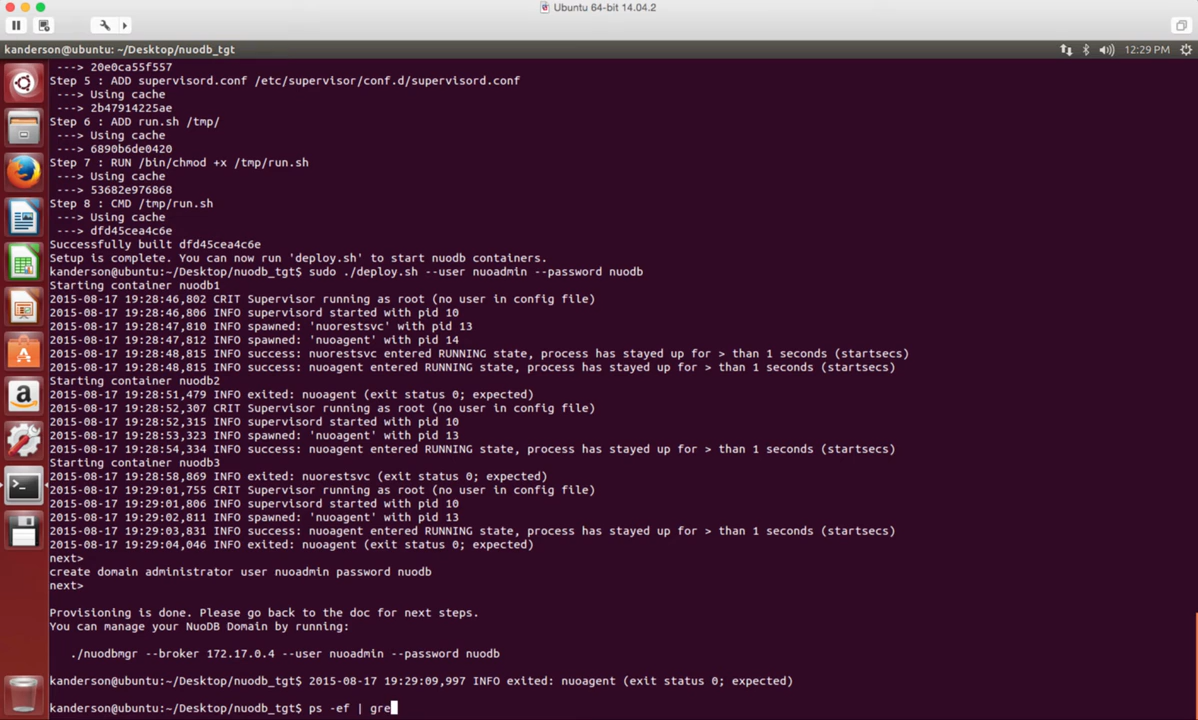 Ubuntu 64-bit 14.04.2
kanderson@ubuntu: ~/Desktop/nuodb_tgt
12:29 PM
---> 20e0ca55f557
Step 5 : ADD supervisord.conf /etc/supervisor/conf.d/supervisord.conf
---> Using cache
---> 2b47914225ae
Step 6 : ADD run.sh /tmp/
---> Using cache
---> 6890b6de0420
Step 7 : RUN /bin/chmod +x /tmp/run.sh
---> Using cache
---> 53682e976868
Step 8 : CMD /tmp/run.sh
---> Using cache
---> dfd45cea4c6e
Successfully built dfd45cea4c6e
Setup is complete. You can now run 'deploy.sh' to start nuodb containers.
kanderson@ubuntu:~/Desktop/nuodb_tgt$ sudo ./deploy.sh --user nuoadmin --password nuodb
Starting container nuodb1
2015-08-17 19:28:46,802 CRIT Supervisor running as root (no user in config file)
2015-08-17 19:28:46,806 INFO supervisord started with pid 10
2015-08-17 19:28:47,810 INFO spawned: 'nuorestsvc' with pid 13
2015-08-17 19:28:47,812 INFO spawned: 'nuoagent' with pid 14
2015-08-17 19:28:48,815 INFO success: nuorestsvc entered RUNNING state, process has stayed up for > than 1 seconds (startsecs)
2015-08-17 19:28:48,815 INFO success: nuoagent entered RUNNING state, process has stayed up for > than 1 seconds (startsecs)
Starting container nuodb2
2015-08-17 19:28:51,479 INFO exited: nuoagent (exit status 0; expected)
2015-08-17 19:28:52,307 CRIT Supervisor running as root (no user in config file)
2015-08-17 19:28:52,315 INFO supervisord started with pid 10
2015-08-17 19:28:53,323 INFO spawned: 'nuoagent' with pid 13
2015-08-17 19:28:54,334 INFO success: nuoagent entered RUNNING state, process has stayed up for > than 1 seconds (startsecs)
Starting container nuodb3
2015-08-17 19:28:58,869 INFO exited: nuorestsvc (exit status 0; expected)
2015-08-17 19:29:01,755 CRIT Supervisor running as root (no user in config file)
2015-08-17 19:29:01,806 INFO supervisord started with pid 10
2015-08-17 19:29:02,811 INFO spawned: 'nuoagent' with pid 13
2015-08-17 19:29:03,831 INFO success: nuoagent entered RUNNING state, process has stayed up for > than 1 seconds (startsecs)
2015-08-17 19:29:04,046 INFO exited: nuoagent (exit status 0; expected)
next>
create domain administrator user nuoadmin password nuodb
next>
Provisioning is done. Please go back to the doc for next steps.
You can manage your NuoDB Domain by running:
./nuodbmgr --broker 172.17.0.4 --user nuoadmin --password nuodb
kanderson@ubuntu:~/Desktop/nuodb_tgt$ 2015-08-17 19:29:09,997 INFO exited: nuoagent (exit status 0; expected)
kanderson@ubuntu:~/Desktop/nuodb_tgt$ ps -ef | gre